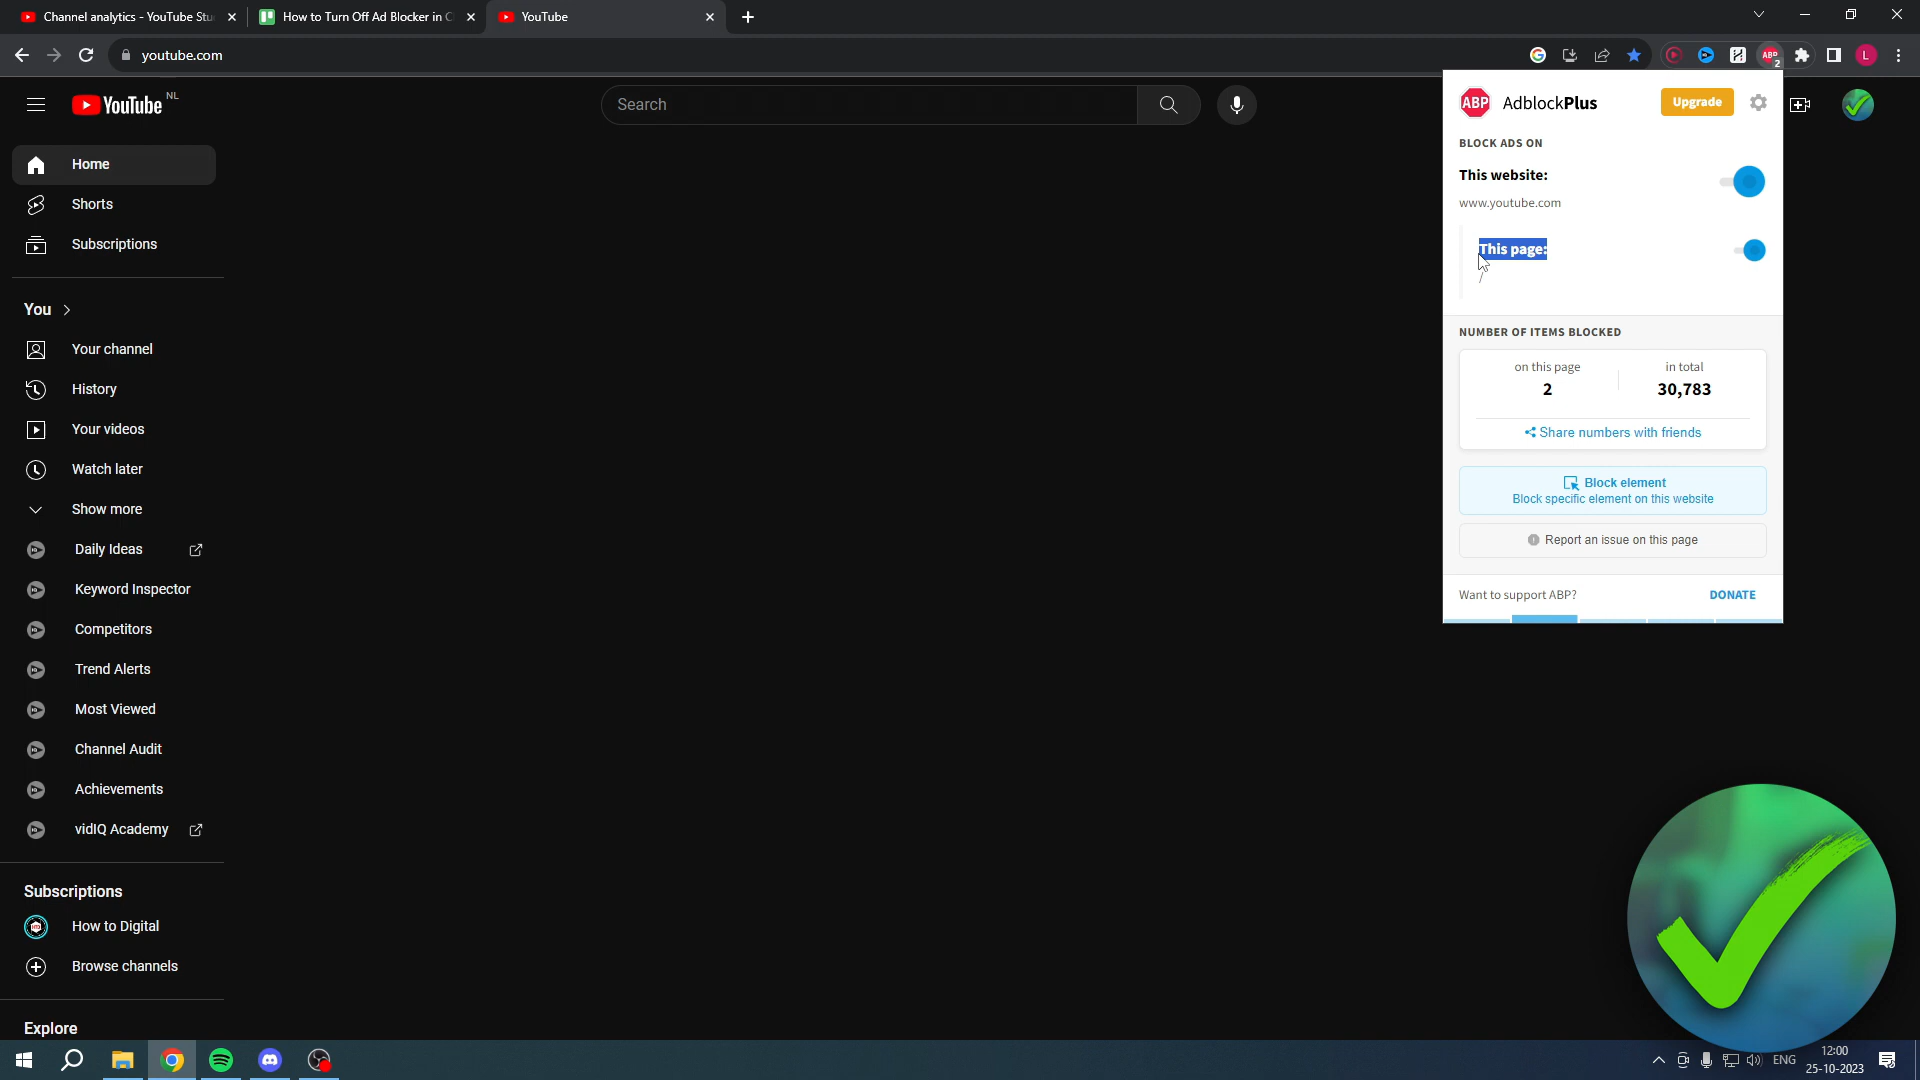 Channel analytics - YouTube Stu
How to Turn Off Ad Blocker in C
YouTube
youtube.com
ABP
2
L
YouTube NL
Search
Home
Shorts
Subscriptions
You
Your channel
History
Your videos
Watch later
Show more
Daily Ideas
Keyword Inspector
Competitors
Trend Alerts
Most Viewed
Channel Audit
Achievements
vidIQ Academy
Subscriptions
How to Digital
Browse channels
Explore
ABP AdblockPlus
Upgrade
BLOCK ADS ON
This website:
www.youtube.com
This page:
/
NUMBER OF ITEMS BLOCKED
on this page
2
in total
30,783
Share numbers with friends
Block element
Block specific element on this website
Report an issue on this page
Want to support ABP?
DONATE
ENG
12:00
25-10-2023